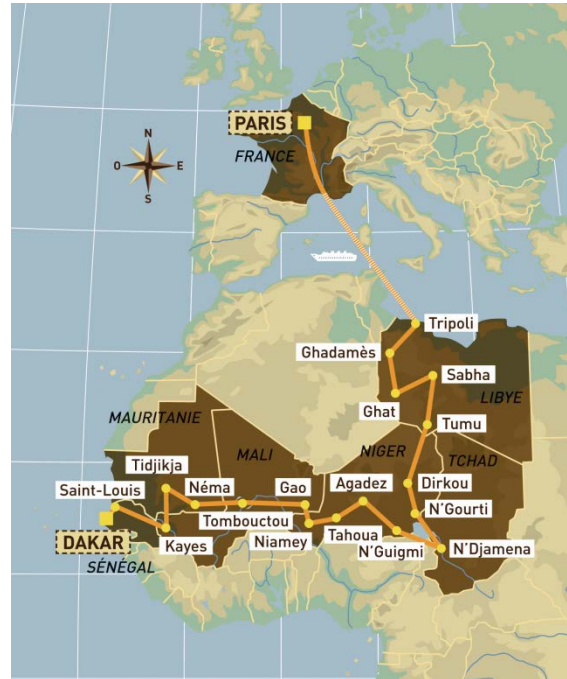 PARIS
FRANCE
N
O
E
S
Tripoli
Ghadamès
Sabha
LIBYE
Ghat
MAURITANIE
Tumu
MALI
NIGER
TCHAD
Tidjikja
Agadez
Dirkou
Saint-Louis
Néma
Gao
N'Gourti
DAKAR
Tombouctou
Tahoua
Kayes
Niamey
N'Guigmi
N'Djamena
SÉNÉGAL